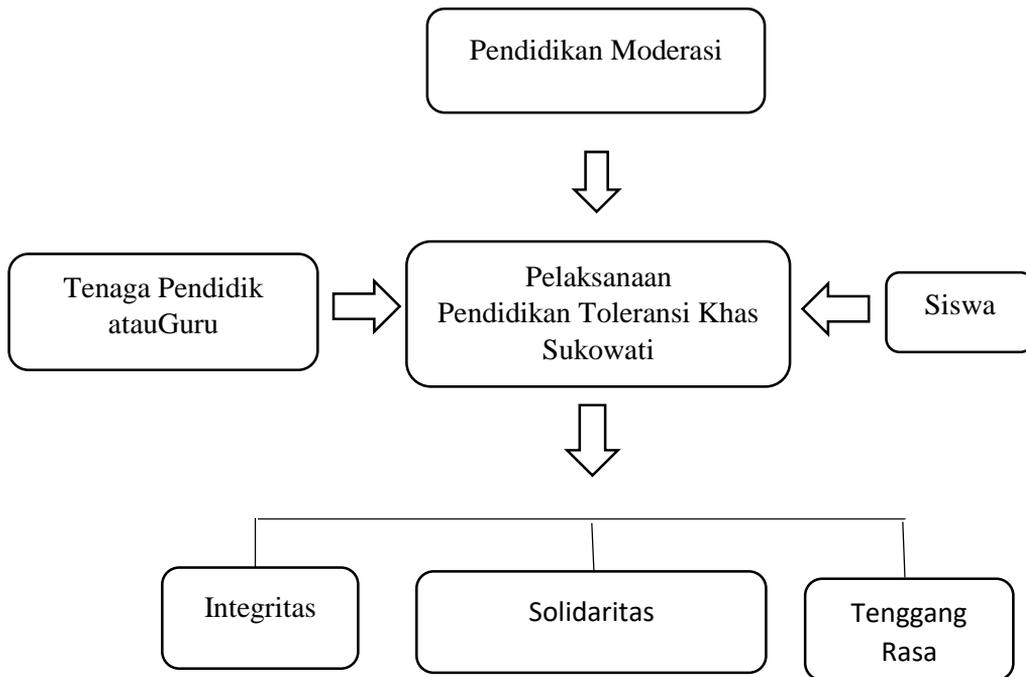 Pendidikan Moderasi
Tenaga Pendidik
atauGuru
Pelaksanaan
Pendidikan Toleransi Khas
Sukowati
Siswa
Integritas
Solidaritas
Tenggang
Rasa